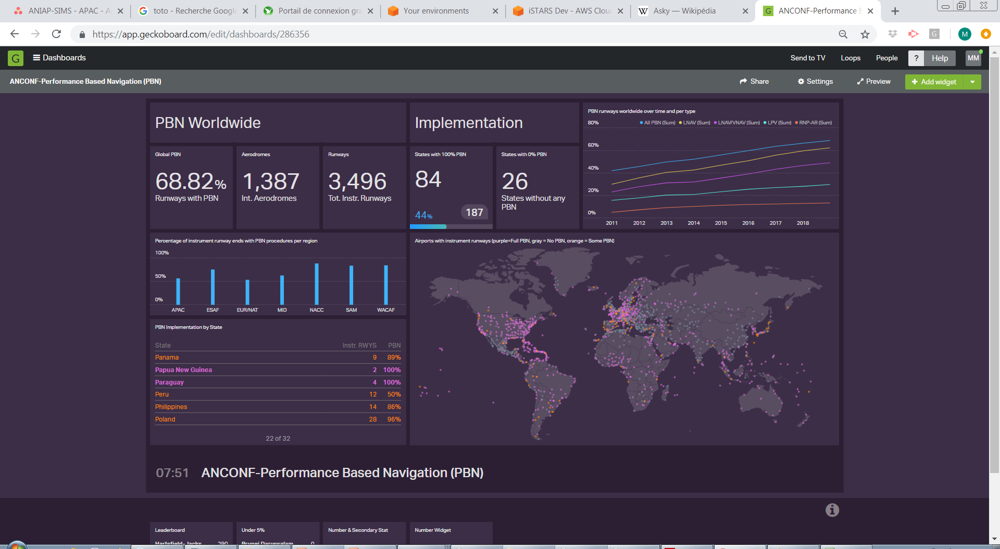 ANIAP-SIMS - APAC - A
toto - Recherche Google
Portail de connexion gra
Your environments
iSTARS Dev - AWS Clou
Asky — Wikipédia
ANCONF-Performance B
https://app.geckoboard.com/edit/dashboards/286356
G
M
G
Dashboards
Send to TV
Loops
People
? Help
MM
ANCONF-Performance Based Navigation (PBN)
Share
Settings
Preview
+ Add widget
PBN Worldwide
Global PBN
68.82%
Runways with PBN
Aerodromes
1,387
Int. Aerodromes
Runways
3,496
Tot. Instr. Runways
Implementation
States with 100% PBN
84
44%
187
States with 0% PBN
26
States without any
PBN
PBN runways worldwide over time and per type
All PBN (Sum) LNAV (Sum) LNAV/VNAV (Sum) LPV (Sum) RNP-AR (Sum)
80%
60%
40%
20%
0%
2011 2012 2013 2014 2015 2016 2017 2018
Percentage of instrument runway ends with PBN procedures per region
100%
50%
0%
APAC ESAF EUR/NAT MID NACC SAM WACAF
PBN Implementation by State
State Instr. RWYS PBN
Panama 9 89%
Papua New Guinea 2 100%
Paraguay 4 100%
Peru 12 50%
Philippines 14 86%
Poland 28 96%
22 of 32
Airports with instrument runways (purple=Full PBN, gray = No PBN, orange = Some PBN)
07:51 ANCONF-Performance Based Navigation (PBN)
Leaderboard
Hartsfield-Jacks 290
Under 5%
Brunei Darussalam 0
Number & Secondary Stat
Number Widget